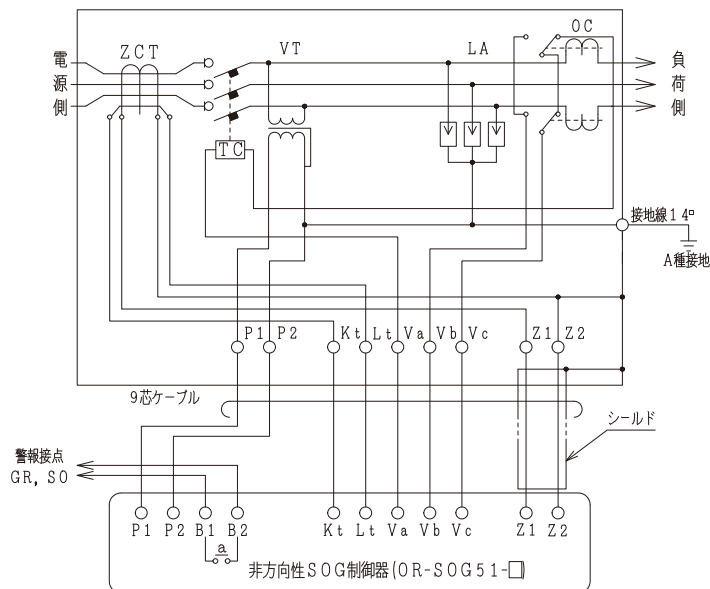 電源側
ZCT
VT
LA
OC
負荷側
TC
接地線14□
A種接地
P1 P2 Kt Lt Va Vb Vc Z1 Z2
9芯ケーブル
シールド
警報接点
GR, SO
P1 P2 B1 B2 Kt Lt Va Vb Vc Z1 Z2
a
非方向性SOG制御器(OR-SOG51-□)